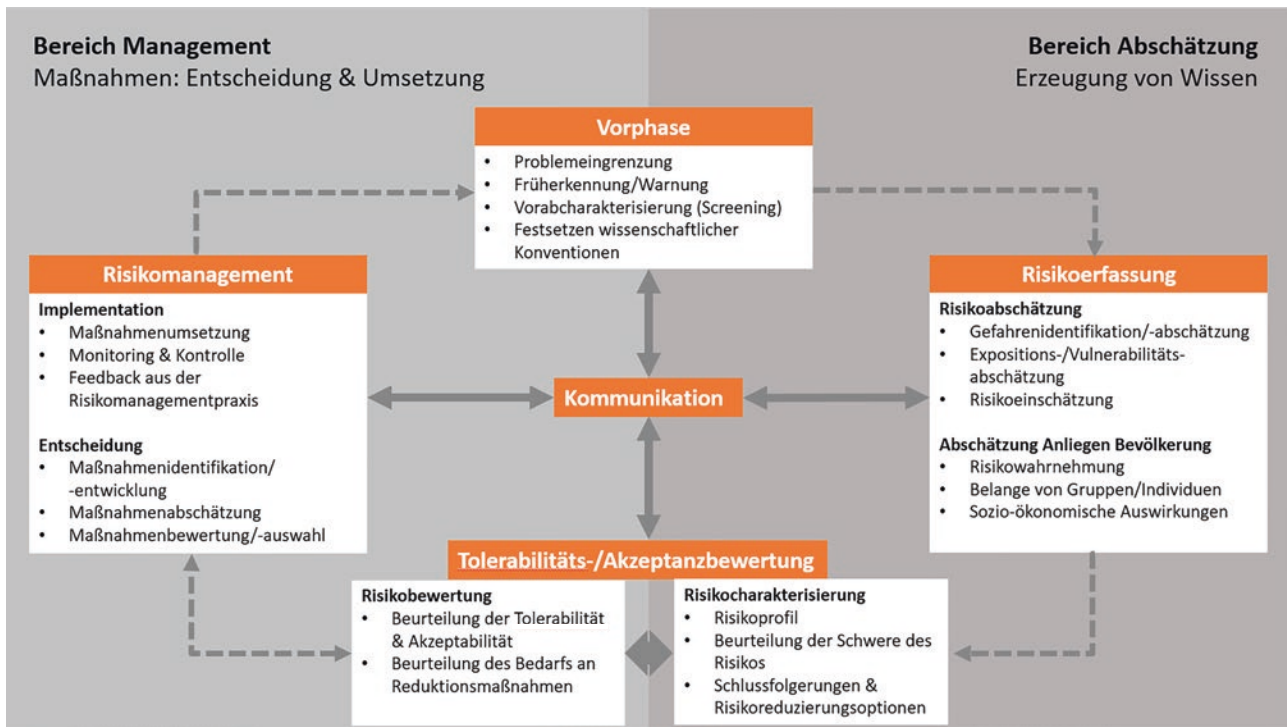 Bereich Management
Maßnahmen: Entscheidung & Umsetzung
Bereich Abschätzung
Erzeugung von Wissen
Vorphase
• Problemeingrenzung
• Früherkennung/Warnung
• Vorabcharakterisierung (Screening)
• Festsetzen wissenschaftlicher
Konventionen
Risikomanagement
Implementation
• Maßnahmenumsetzung
• Monitoring & Kontrolle
• Feedback aus der
Risikomanagementpraxis
Entscheidung
• Maßnahmenidentifikation/
-entwicklung
• Maßnahmenabschätzung
• Maßnahmenbewertung/-auswahl
Kommunikation
Risikoerfassung
Risikoabschätzung
• Gefahrenidentifikation/-abschätzung
• Expositions-/Vulnerabilitäts-
abschätzung
• Risikoeinschätzung
Abschätzung Anliegen Bevölkerung
• Risikowahrnehmung
• Belange von Gruppen/Individuen
• Sozio-ökonomische Auswirkungen
Tolerabilitäts-/Akzeptanzbewertung
Risikobewertung
• Beurteilung der Tolerabilität
& Akzeptabilität
• Beurteilung des Bedarfs an
Reduktionsmaßnahmen
Risikocharakterisierung
• Risikoprofil
• Beurteilung der Schwere des
Risikos
• Schlussfolgerungen &
Risikoreduzierungsoptionen